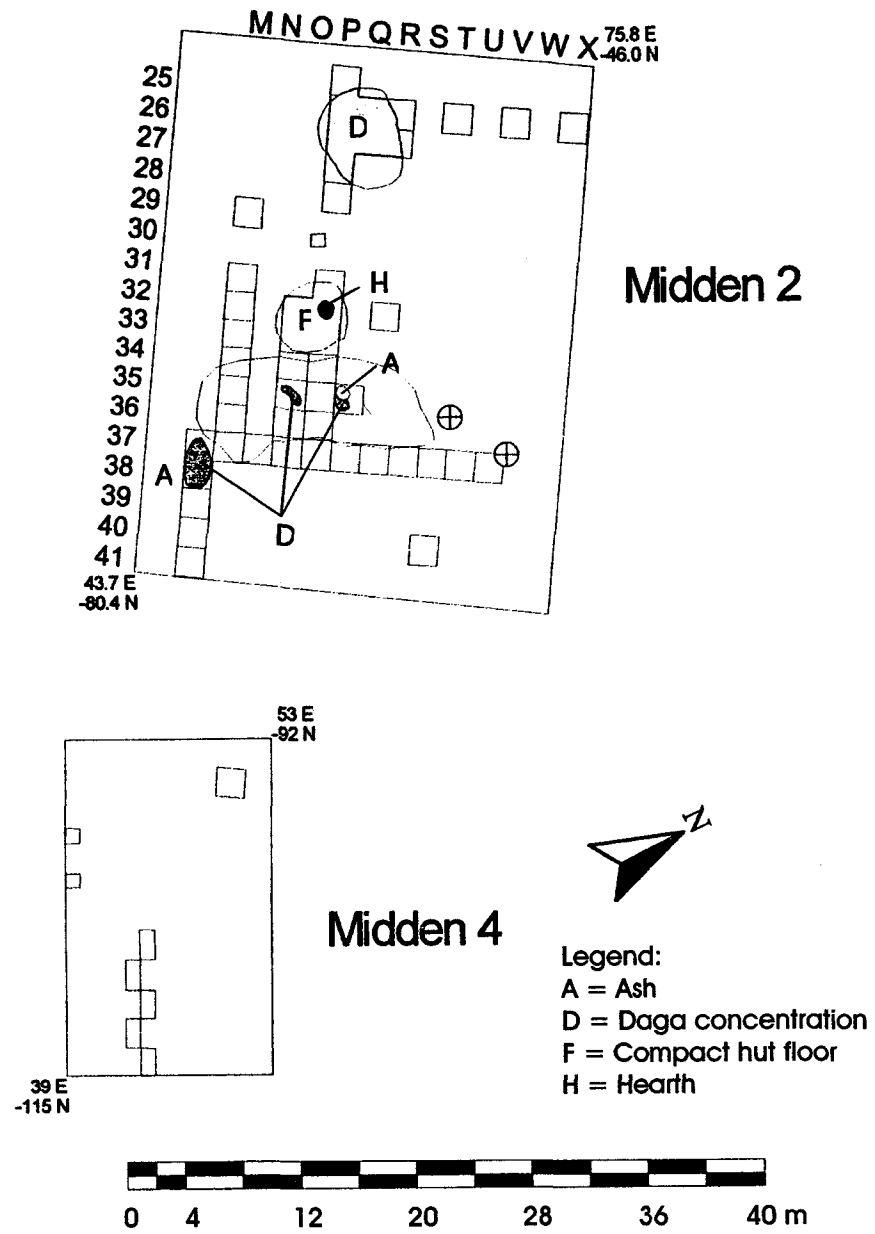 M N O P Q R S T U V W X
75.8 E
-46.0 N
25
26
27
28
29
30
31
32
33
34
35
36
37
38
39
40
41
D
H
F
A
A
D
Midden 2
43.7 E
-80.4 N
53 E
-92 N
N
Midden 4
39 E
-115 N
Legend:
A = Ash
D = Daga concentration
F = Compact hut floor
H = Hearth
0 4 12 20 28 36 40 m